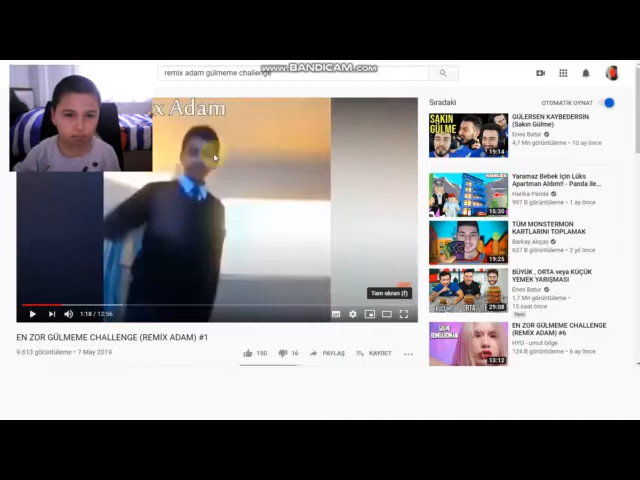 www.BANDICAM.com
remix adam gülmeme challenge
x Adam
Tam ekran (f)
1:18 / 12:56
EN ZOR GÜLMEME CHALLENGE (REMİX ADAM) #1
9.613 görüntüleme • 7 May 2019
100
16
PAYLAŞ
KAYDET
Sıradaki
OTOMATİK OYNAT
SAKIN
GÜLME
19:14
GÜLERSEN KAYBEDERSİN
(Sakın Gülme)
Enes Batur
4,7 Mn görüntüleme • 10 ay önce
15:30
Yaramaz Bebek İçin Lüks
Apartman Aldım!! - Panda ile...
Harika Panda
997 B görüntüleme • 1 ay önce
19:25
TÜM MONSTERMON
KARTLARINI TOPLAMAK
Berkay Akçay
637 B görüntüleme • 2 yıl önce
KÜÇÜK
ORTA
29:08
BÜYÜK , ORTA veya KÜÇÜK
YEMEK YARIŞMASI
Enes Batur
1,7 Mn görüntüleme •
15 saat önce
Yeni
13:12
EN ZOR GÜLMEME CHALLENGE
(REMİX ADAM) #6
HYD - umut bilge
124 B görüntüleme • 6 ay önce